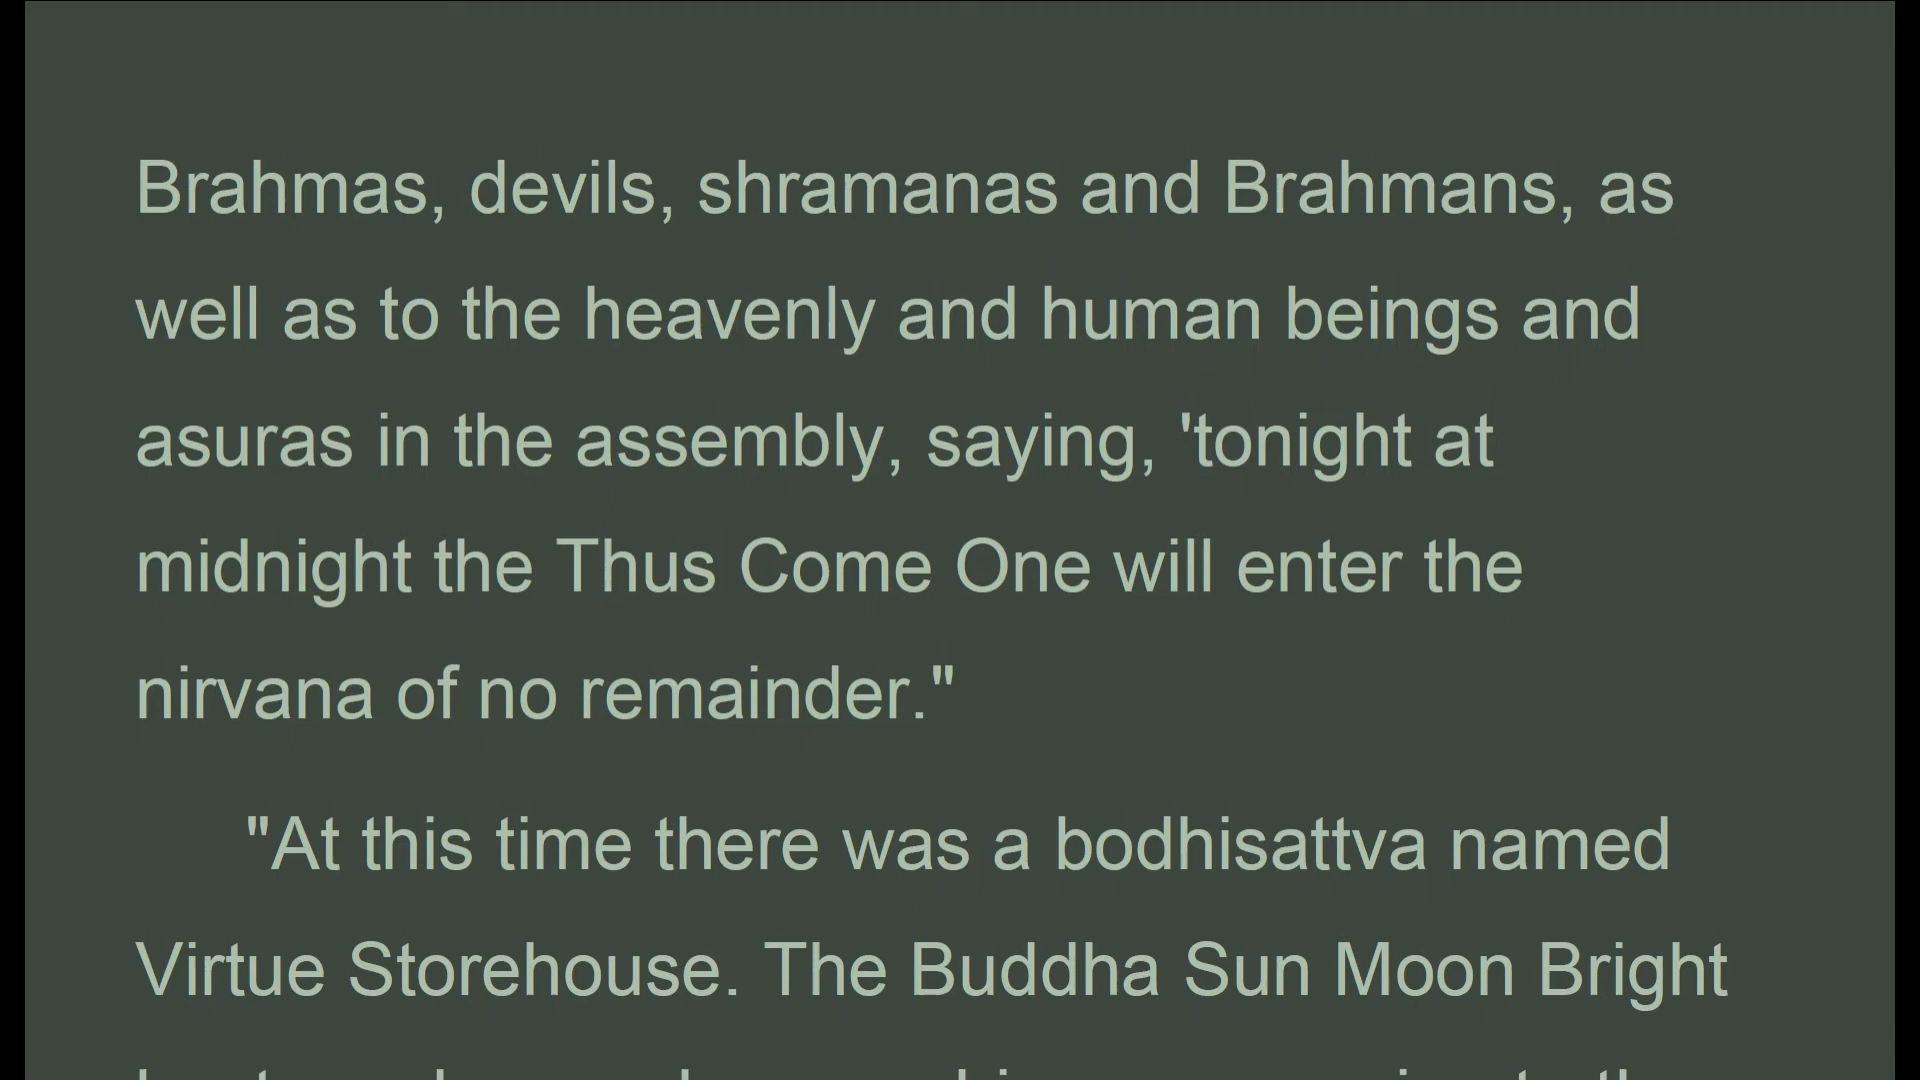 Brahmas, devils, shramanas and Brahmans, as
well as to the heavenly and human beings and
asuras in the assembly, saying, 'tonight at
midnight the Thus Come One will enter the
nirvana of no remainder."
"At this time there was a bodhisattva named
Virtue Storehouse. The Buddha Sun Moon Bright